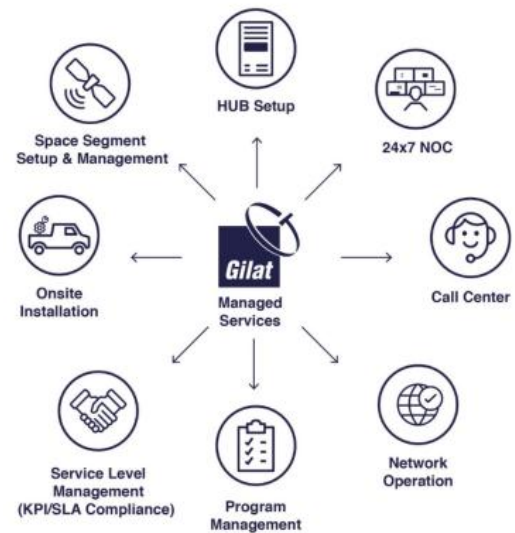 HUB Setup
Space Segment
Setup & Management
24x7 NOC
Onsite
Installation
Gilat
Managed
Services
Call Center
Service Level
Management
(KPI/SLA Compliance)
Program
Management
Network
Operation